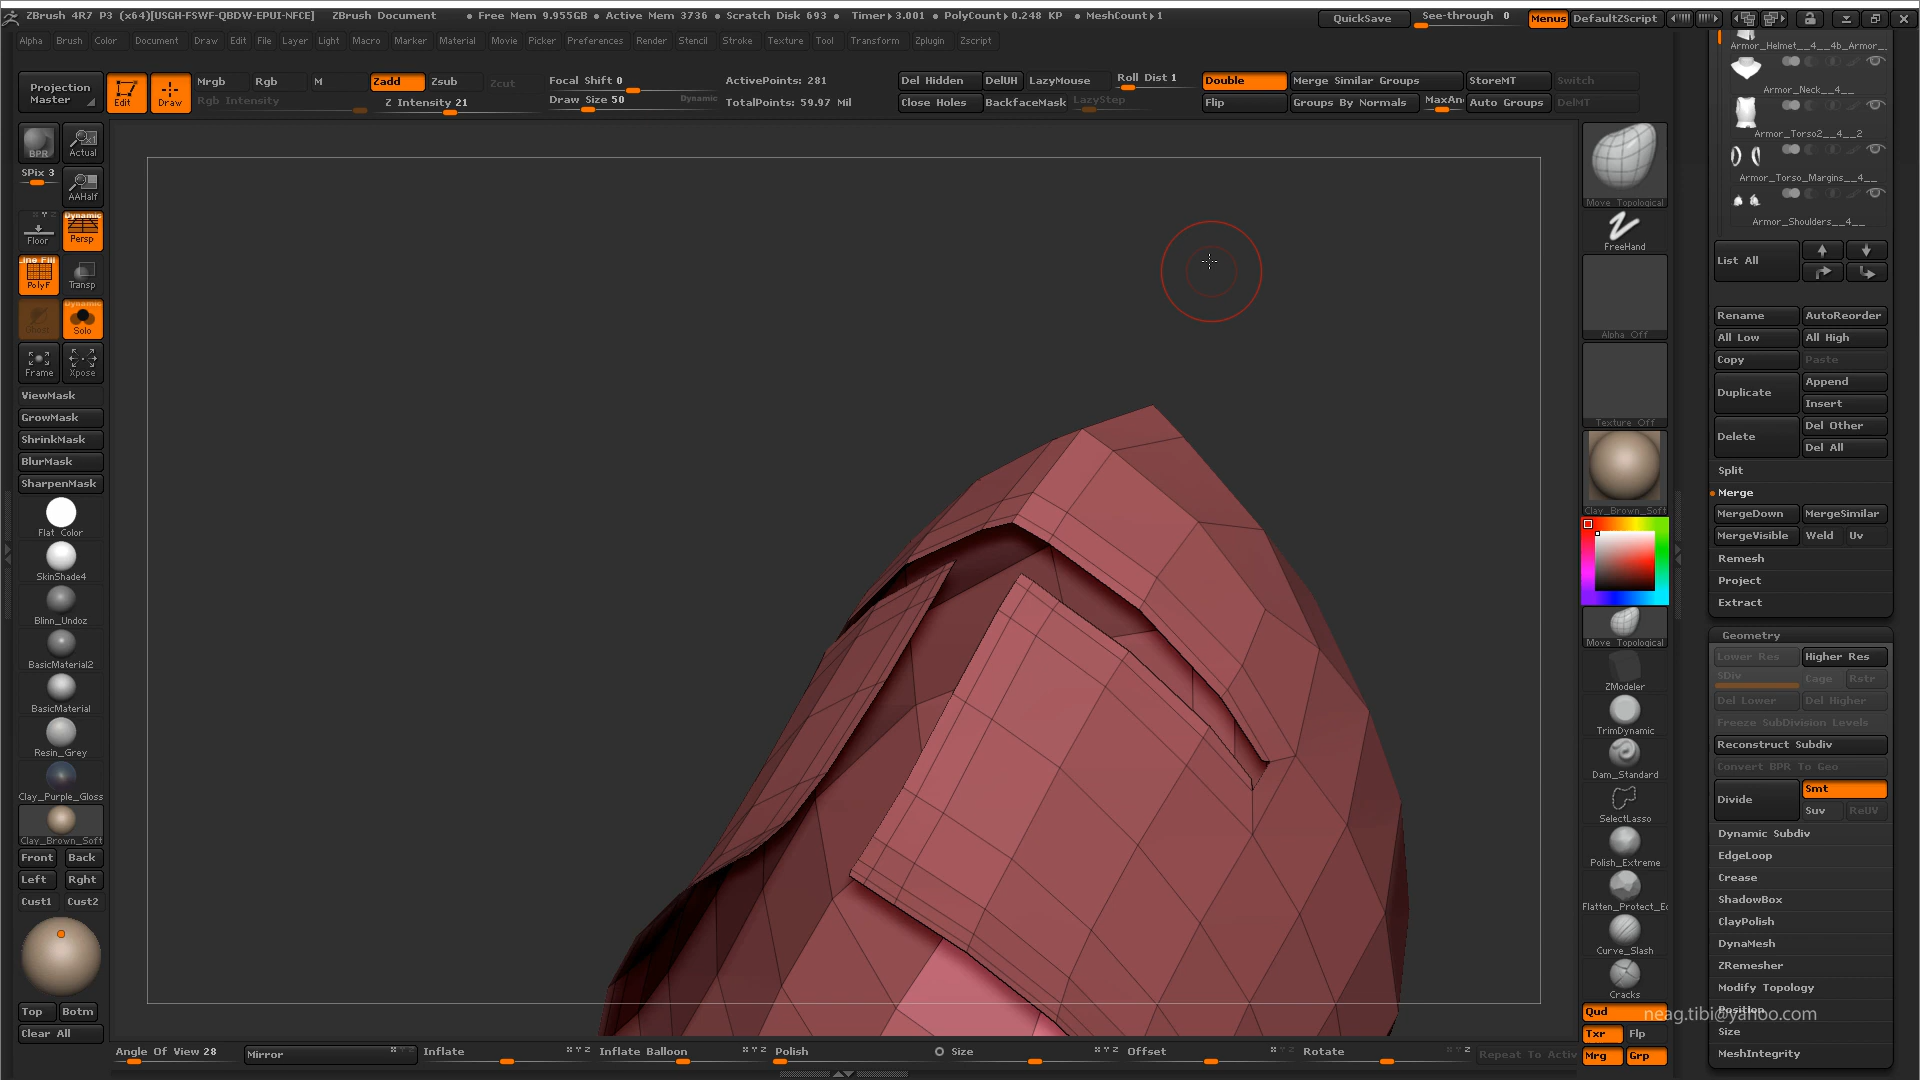 ZBrush 4R7 P3 (x64)[USGH-FSWF-QBDW-EPUI-NFCE] ZBrush Document • Free Mem 9.955GB • Active Mem 3736 • Scratch Disk 693 • Timer▸3.001 • PolyCount▸0.248 KP • MeshCount▸1 QuickSave See-through 0 Menus DefaultZScript
Alpha Brush Color Document Draw Edit File Layer Light Macro Marker Material Movie Picker Preferences Render Stencil Stroke Texture Tool Transform Zplugin Zscript
Projection Master
Edit
Draw
Mrgb Rgb M Zadd Zsub Zcut
Rgb Intensity Z Intensity 21
Focal Shift 0
Draw Size 50 Dynamic
ActivePoints: 281
TotalPoints: 59.97 Mil
Del Hidden DelUH LazyMouse Roll Dist 1
Close Holes BackfaceMask LazyStep
Double Merge Similar Groups StoreMT Switch
Flip Groups By Normals MaxAn Auto Groups DelMT
BPR Actual
SPix 3 AAHalf
Floor Dynamic Persp
Line Fill PolyF Transp
Ghost Dynamic Solo
Frame Xpose
ViewMask
GrowMask
ShrinkMask
BlurMask
SharpenMask
Flat Color
SkinShade4
Blinn_Undoz
BasicMaterial2
BasicMaterial
Resin_Grey
Clay_Purple_Gloss
Clay_Brown_Soft
Front Back
Left Rght
Cust1 Cust2
Top Botm
Clear All
Angle Of View 28 Mirror Inflate Inflate Balloon Polish Size Offset Rotate Repeat To Activ
Move Topological
FreeHand
Alpha Off
Texture Off
Clay_Brown_Soft
Move Topological
ZModeler
TrimDynamic
Dam_Standard
SelectLasso
Polish_Extreme
Flatten_Protect_Ed
Curve_Slash
Cracks
Qud
Txr Flp
Mrg Grp
Armor_Helmet__4__4b_Armor_
Armor_Neck__4__
Armor_Torso2__4__2
Armor_Torso_Margins__4__
Armor_Shoulders__4__
List All
Rename AutoReorder
All Low All High
Copy Paste
Duplicate Append
Insert
Delete Del Other
Del All
Split
Merge
MergeDown MergeSimilar
MergeVisible Weld Uv
Remesh
Project
Extract
Geometry
Lower Res Higher Res
SDiv Cage Rstr
Del Lower Del Higher
Freeze SubDivision Levels
Reconstruct Subdiv
Convert BPR To Geo
Divide Smt
Suv ReUV
Dynamic Subdiv
EdgeLoop
Crease
ShadowBox
ClayPolish
DynaMesh
ZRemesher
Modify Topology
Position
neag.tibi@yahoo.com
Size
MeshIntegrity